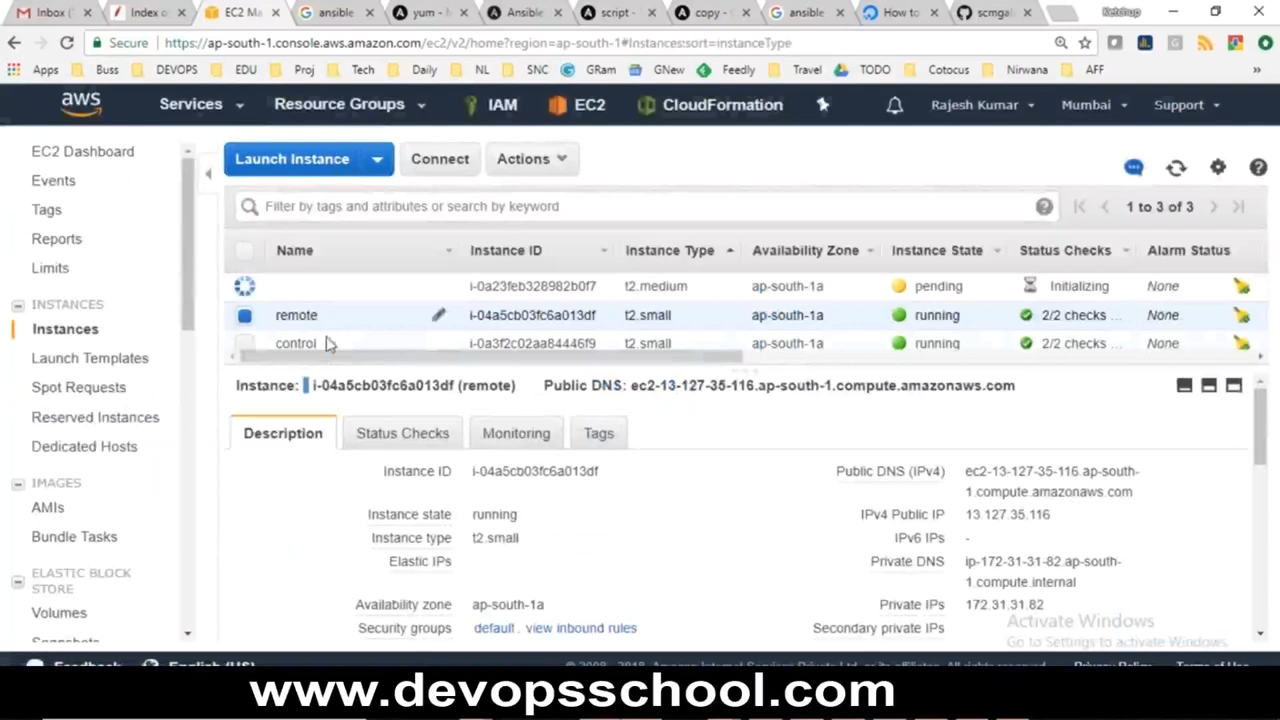 Inbox (
Index o
EC2 Ma
ansible
yum -
Ansible
script -
copy -
ansible
How to
scmgal
Ketchup
Secure
https://ap-south-1.console.aws.amazon.com/ec2/v2/home?region=ap-south-1#Instances:sort=instanceType
Apps Buss DEVOPS EDU Proj Tech Daily NL SNC GRam GNew Feedly Travel TODO Cotocus Nirwana AFF »
aws Services Resource Groups IAM EC2 CloudFormation Rajesh Kumar Mumbai Support
EC2 Dashboard
Events
Tags
Reports
Limits
INSTANCES
Instances
Launch Templates
Spot Requests
Reserved Instances
Dedicated Hosts
IMAGES
AMIs
Bundle Tasks
ELASTIC BLOCK
STORE
Volumes
Snapshots
Launch Instance Connect Actions
Filter by tags and attributes or search by keyword
1 to 3 of 3
Name Instance ID Instance Type Availability Zone Instance State Status Checks Alarm Status
i-0a23feb328982b0f7 t2.medium ap-south-1a pending Initializing None
remote i-04a5cb03fc6a013df t2.small ap-south-1a running 2/2 checks ... None
control i-0a3f2c02aa84446f9 t2.small ap-south-1a running 2/2 checks ... None
Instance: i-04a5cb03fc6a013df (remote) Public DNS: ec2-13-127-35-116.ap-south-1.compute.amazonaws.com
Description Status Checks Monitoring Tags
Instance ID i-04a5cb03fc6a013df
Instance state running
Instance type t2.small
Elastic IPs
Availability zone ap-south-1a
Security groups default . view inbound rules
Public DNS (IPv4) ec2-13-127-35-116.ap-south-
1.compute.amazonaws.com
IPv4 Public IP 13.127.35.116
IPv6 IPs -
Private DNS ip-172-31-31-82.ap-south-
1.compute.internal
Private IPs 172.31.31.82
Secondary private IPs
Activate Windows
Go to Settings to activate Windows.
Feedback English (US)
Privacy Policy Terms of Use
www.devopsschool.com